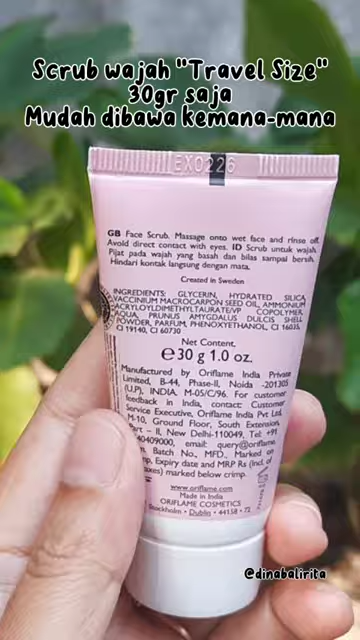 Scrub wajah "Travel Size"
30gr saja
Mudah dibawa kemana-mana
EX0226
GB Face Scrub. Massage onto wet face and rinse off.
Avoid direct contact with eyes. ID Scrub untuk wajah.
Pijat pada wajah yang basah dan bilas sampai bersih.
Hindari kontak langsung dengan mata.
Created in Sweden
INGREDIENTS: GLYCERIN, HYDRATED SILICA,
VACCINIUM MACROCARPON SEED OIL, AMMONIUM
ACRYLOYLDIMETHYLTAURATE/VP COPOLYMER,
AQUA, PRUNUS AMYGDALUS DULCIS SHELL
POWDER, PARFUM, PHENOXYETHANOL, CI 16035,
CI 19140, CI 60730
Net Content.
℮ 30 g 1.0 oz.
Manufactured by Oriflame India Private
Limited, B-44, Phase-II, Noida -201305
(U.P), INDIA. M-05/C/96. For customer
feedback in India, contact: Customer
Service Executive, Oriflame India Pvt Ltd.
M-10, Ground Floor, South Extension,
Part - II, New Delhi-110049, Tel: +91
40409000, email: query@oriflame.
Batch No., MFD., Marked on
Expiry date and MRP Rs (Incl. of
taxes) marked below crimp.
www.oriflame.com
Made in India
ORIFLAME COSMETICS
Stockholm - Dublin - 44158 - 72
@dinabalirita